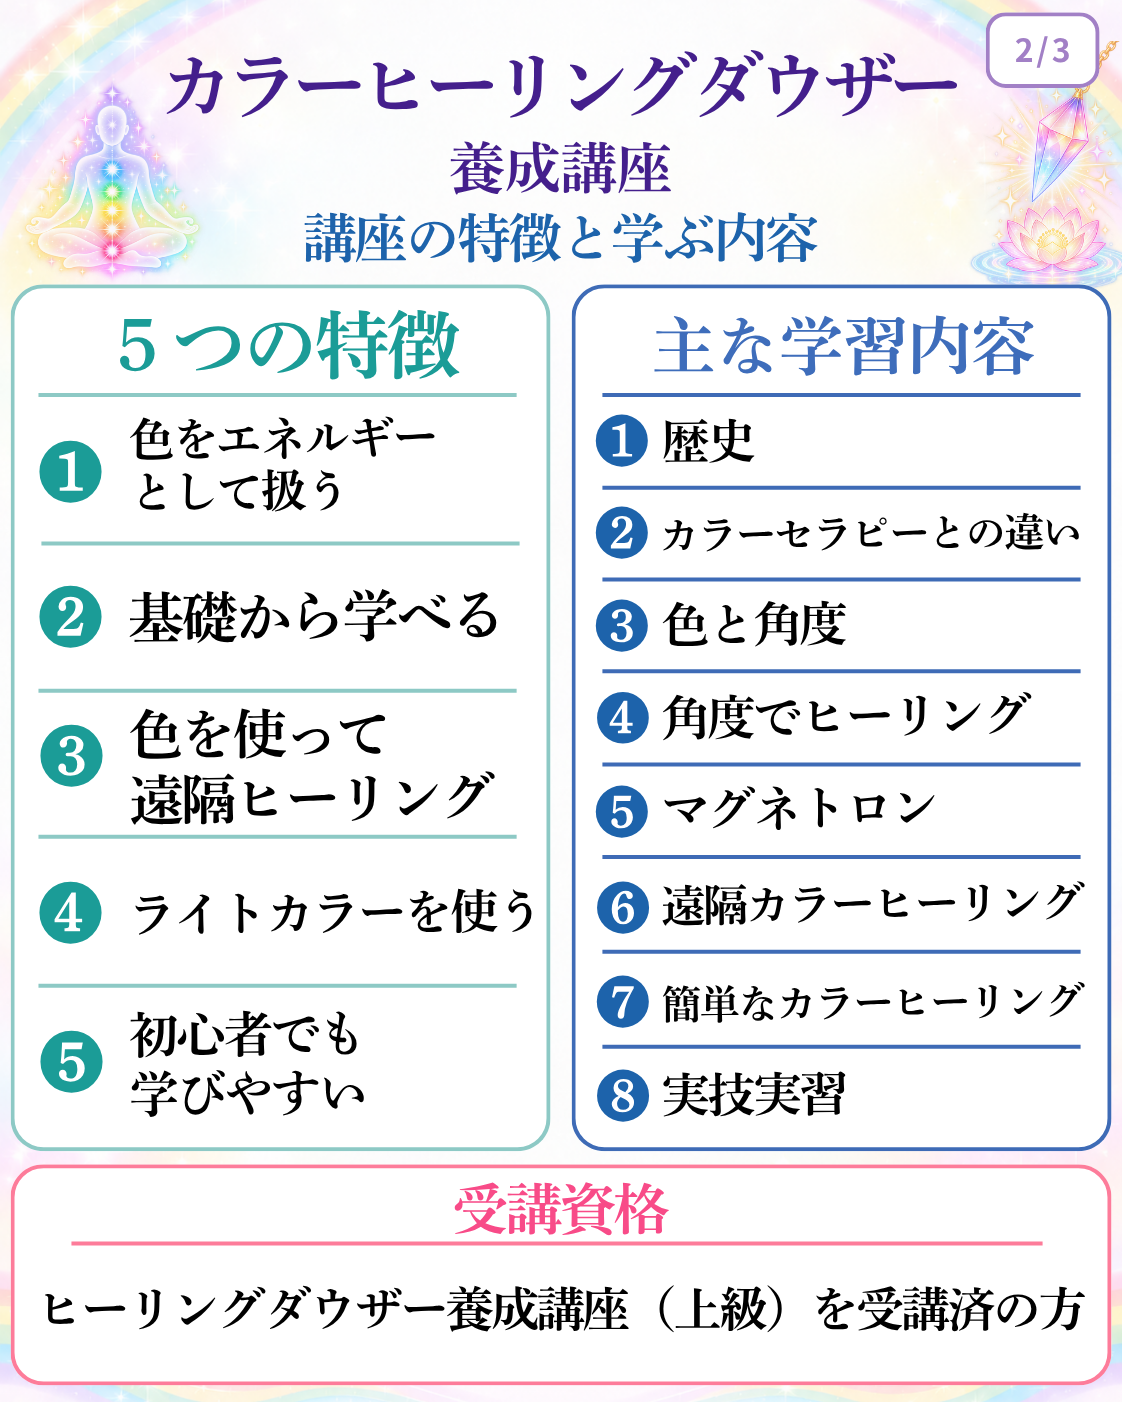 2/3
カラーヒーリングダウザー
養成講座
講座の特徴と学ぶ内容
5つの特徴
1 色をエネルギー
として扱う
2 基礎から学べる
3 色を使って
遠隔ヒーリング
4 ライトカラーを使う
5 初心者でも
学びやすい
主な学習内容
1 歴史
2 カラーセラピーとの違い
3 色と角度
4 角度でヒーリング
5 マグネトロン
6 遠隔カラーヒーリング
7 簡単なカラーヒーリング
8 実技実習
受講資格
ヒーリングダウザー養成講座（上級）を受講済の方